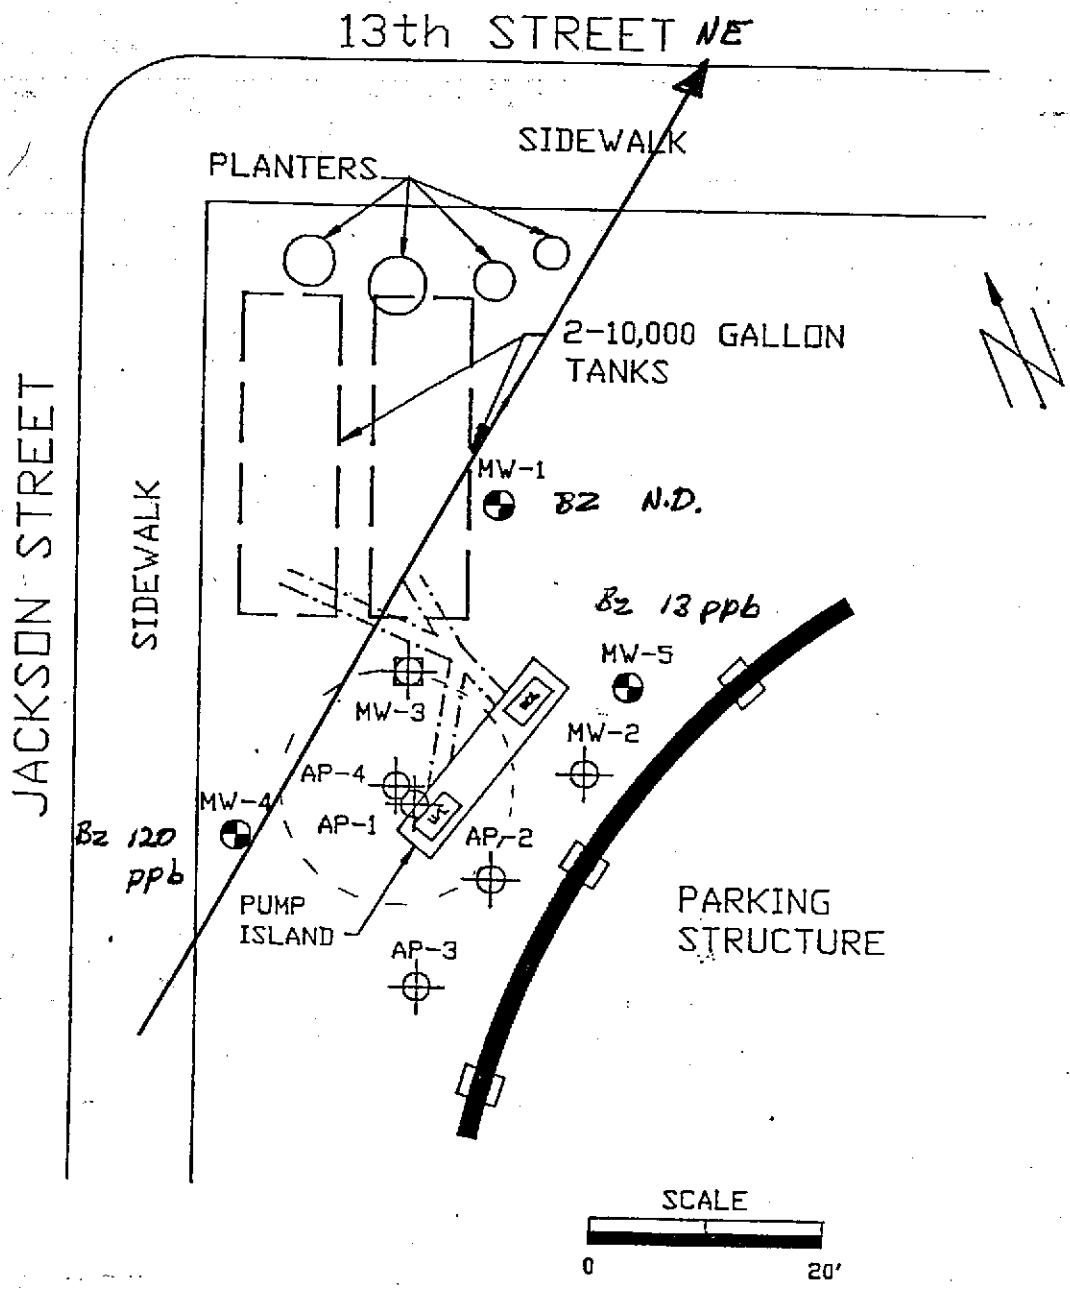 13th STREET NE
SIDEWALK
PLANTERS
2-10,000 GALLON
TANKS
N
JACKSON STREET
SIDEWALK
MW-1
BZ N.D.
Bz 13 ppb
MW-5
MW-3
MW-2
AP-4
MW-4
AP-1
AP-2
Bz 120
ppb
PUMP
ISLAND
AP-3
PARKING
STRUCTURE
SCALE
0 20'